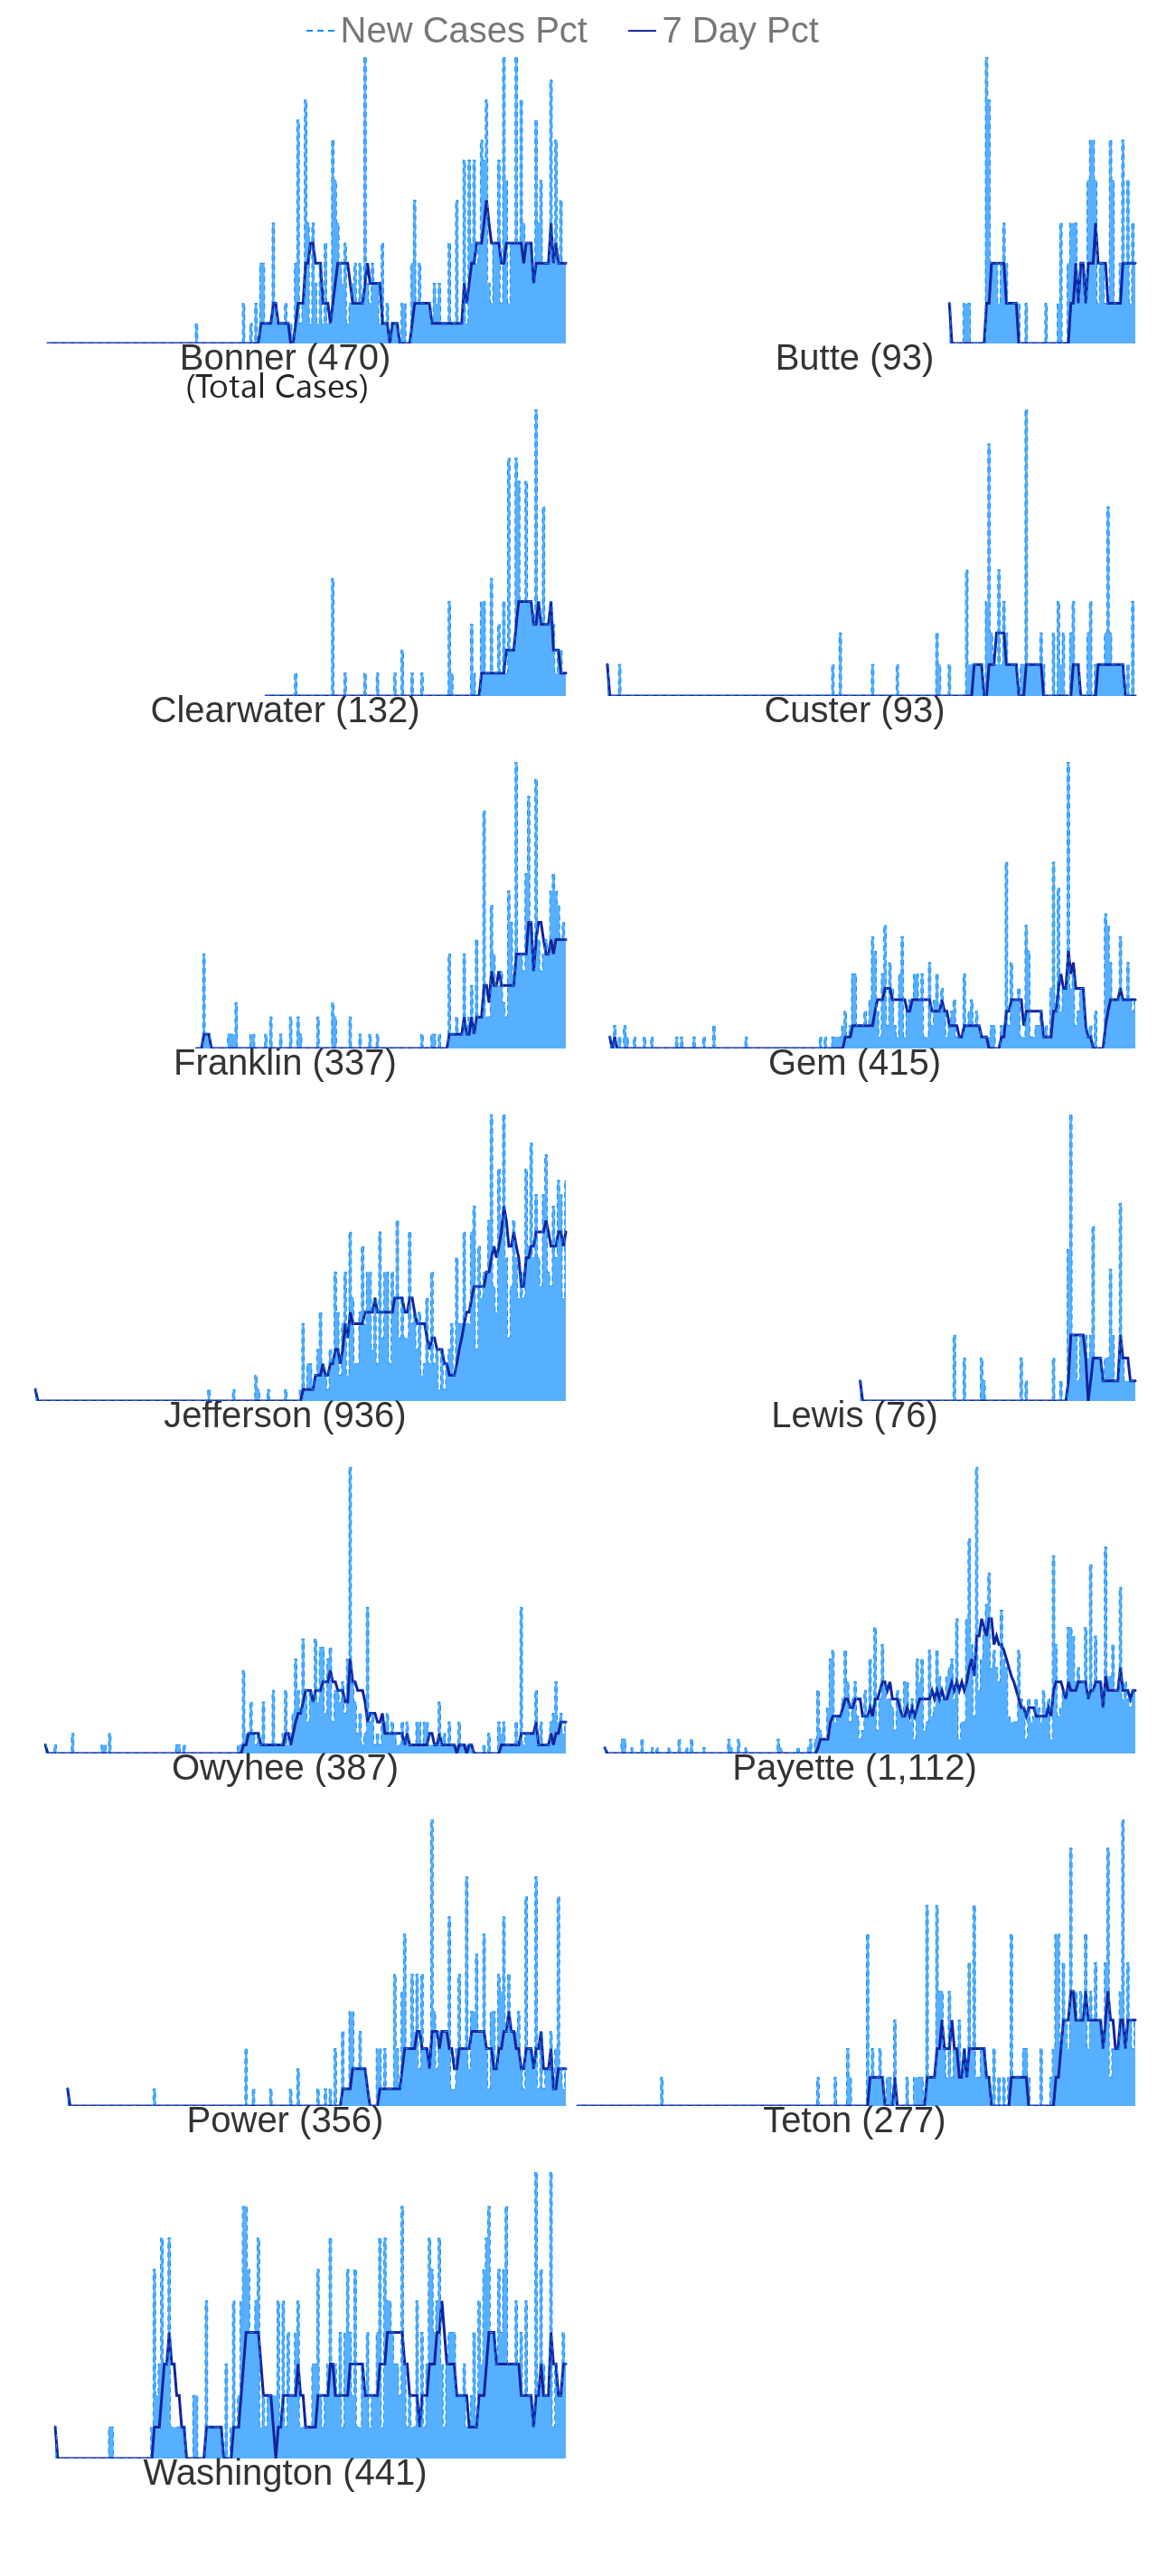 New Cases Pct 7 Day Pct
Bonner (470) Butte (93)
(Total Cases)
Clearwater (132) Custer (93)
Franklin (337) Gem (415)
Jefferson (936) Lewis (76)
Owyhee (387) Payette (1,112)
Power (356) Teton (277)
Washington (441)